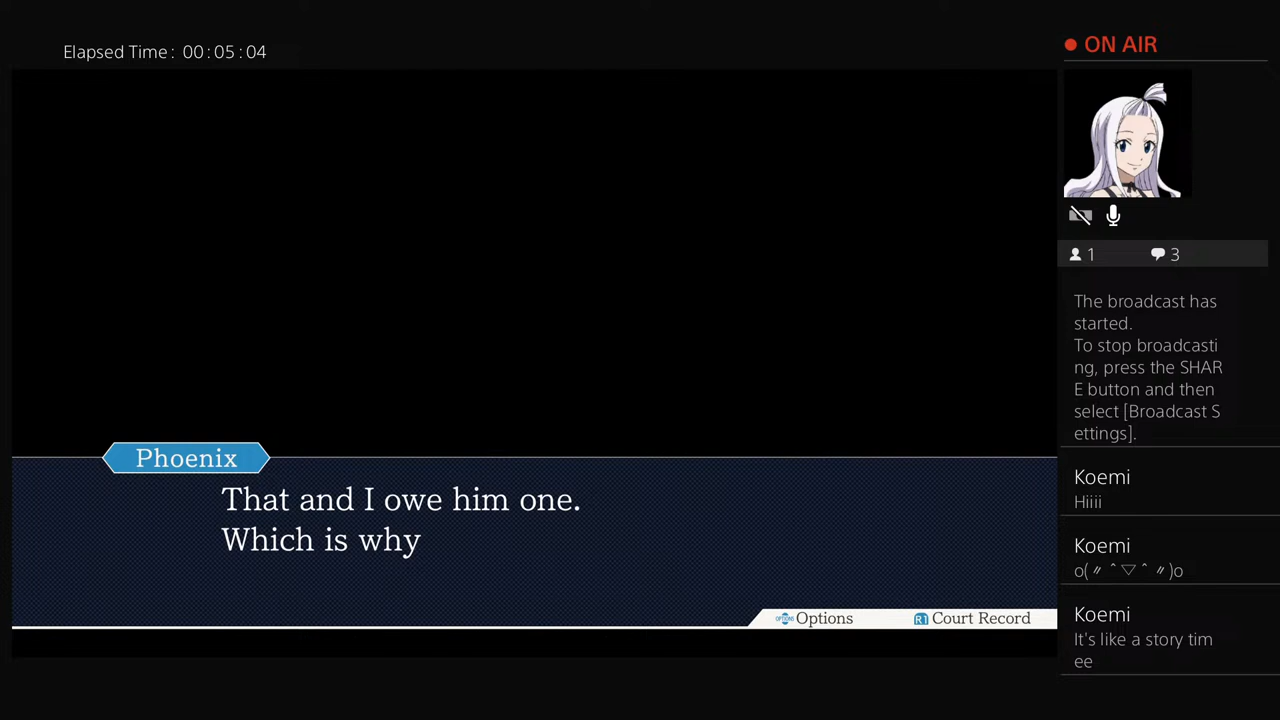 Elapsed Time: 00:05:04
ON AIR
1 3
The broadcast has
started.
To stop broadcasti
ng, press the SHAR
E button and then
select [Broadcast S
ettings].
Koemi
Hiiii
Koemi
o(〃＾▽＾〃)o
Koemi
It's like a story tim
ee
Phoenix
That and I owe him one.
Which is why
OPTIONS Options R1 Court Record